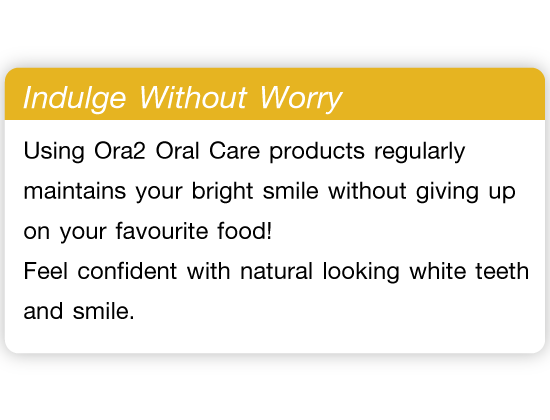 Indulge Without Worry
Using Ora2 Oral Care products regularly
maintains your bright smile without giving up
on your favourite food!
Feel confident with natural looking white teeth
and smile.